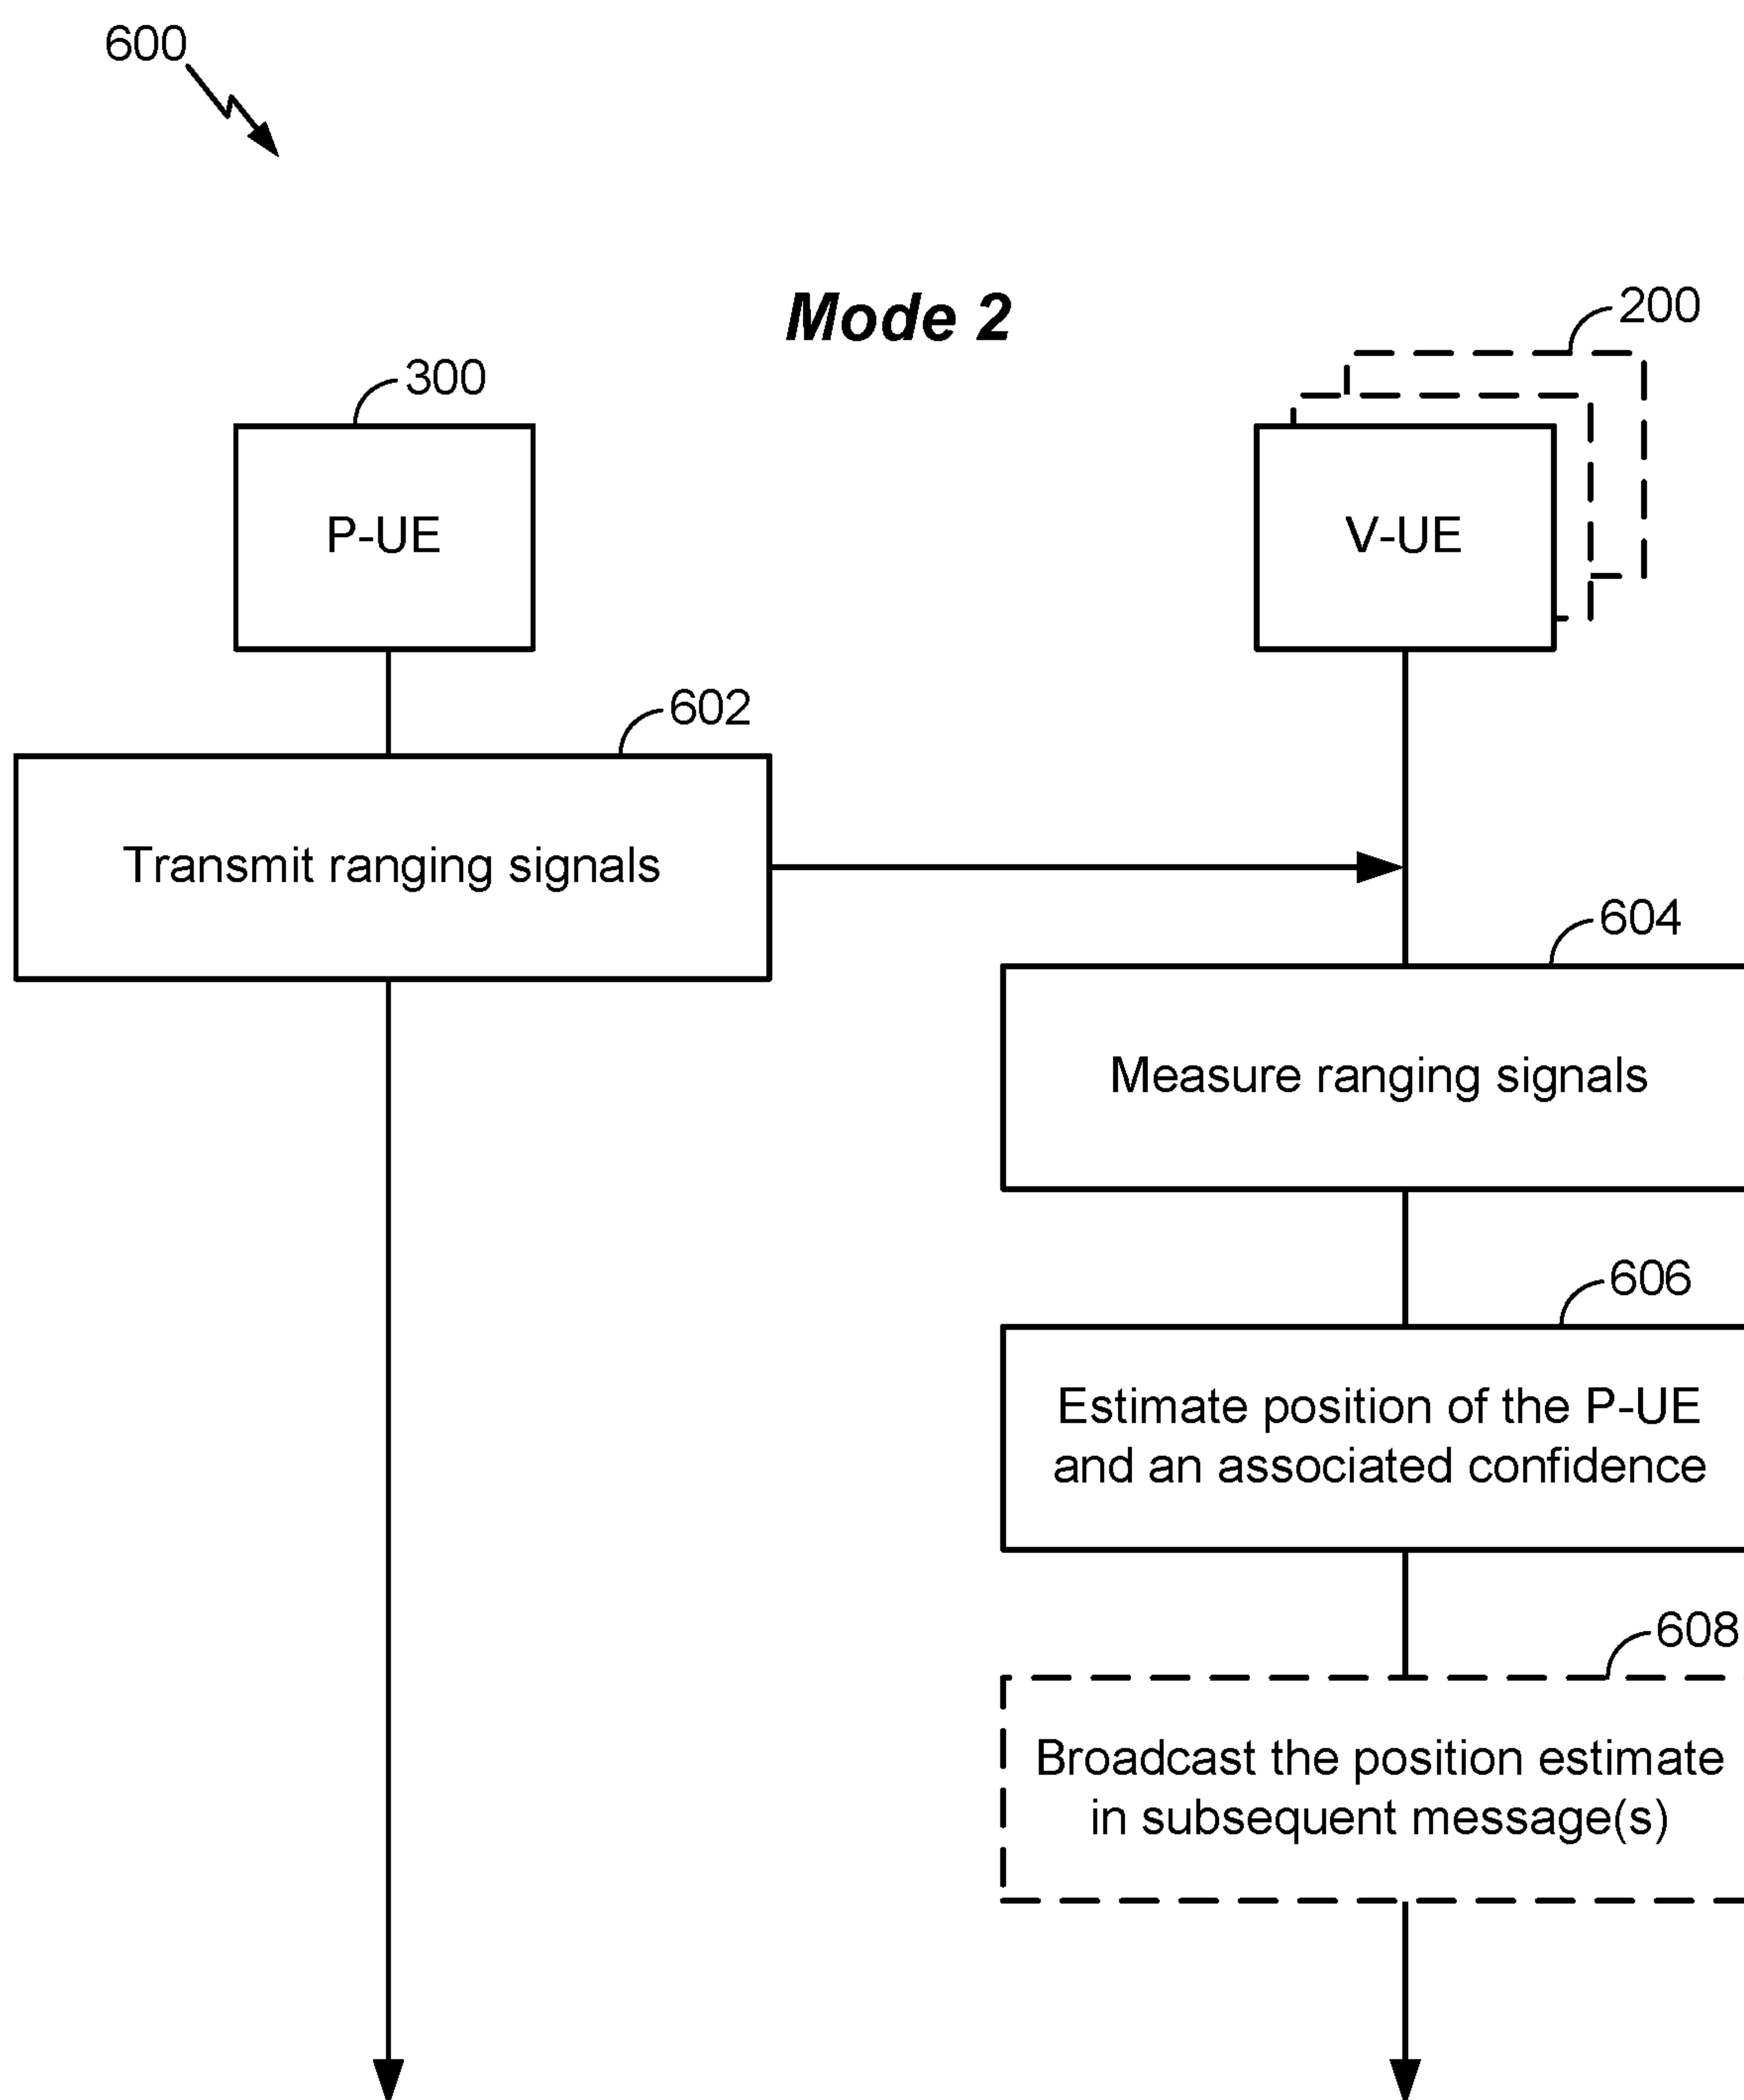 600
Mode 2
200
300
P-UE
V-UE
602
Transmit ranging signals
604
Measure ranging signals
606
Estimate position of the P-UE
and an associated confidence
608
Broadcast the position estimate
in subsequent message(s)